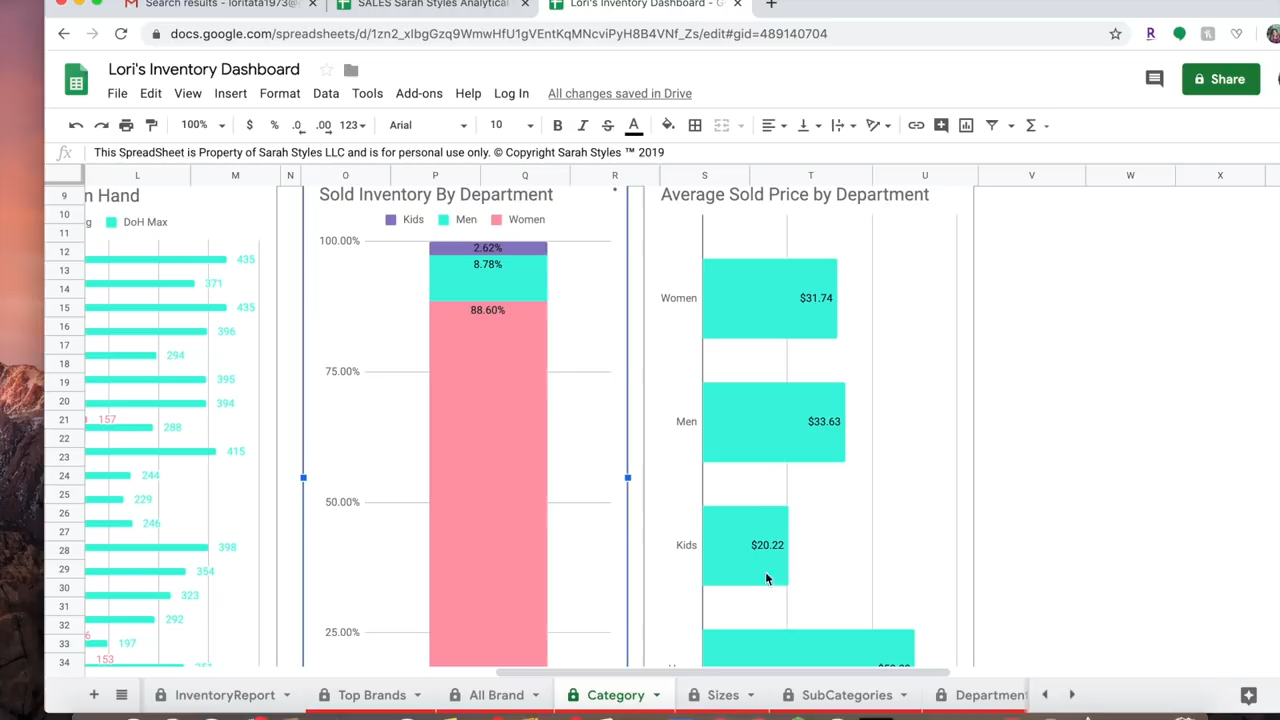 Search results - loritata1973@
SALES Sarah Styles Analytical
Lori's Inventory Dashboard - G
docs.google.com/spreadsheets/d/1zn2_xlbgGzq9WmwHfU1gVEntKqMNcviPyH8B4VNf_Zs/edit#gid=489140704
Lori's Inventory Dashboard
File Edit View Insert Format Data Tools Add-ons Help Log In All changes saved in Drive
Share
100% $ % .0 .00 123 Arial 10 B I S A
fx This SpreadSheet is Property of Sarah Styles LLC and is for personal use only. © Copyright Sarah Styles ™ 2019
L M N O P Q R S T U V W X
9
10
11
12
13
14
15
16
17
18
19
20
21
22
23
24
25
26
27
28
29
30
31
32
33
34
n Hand
g DoH Max
435
371
435
396
294
395
394
157
288
415
244
229
246
398
354
323
292
197
153
Sold Inventory By Department
Kids Men Women
100.00%
2.62%
8.78%
88.60%
75.00%
50.00%
25.00%
Average Sold Price by Department
Women $31.74
Men $33.63
Kids $20.22
InventoryReport Top Brands All Brand Category Sizes SubCategories Department